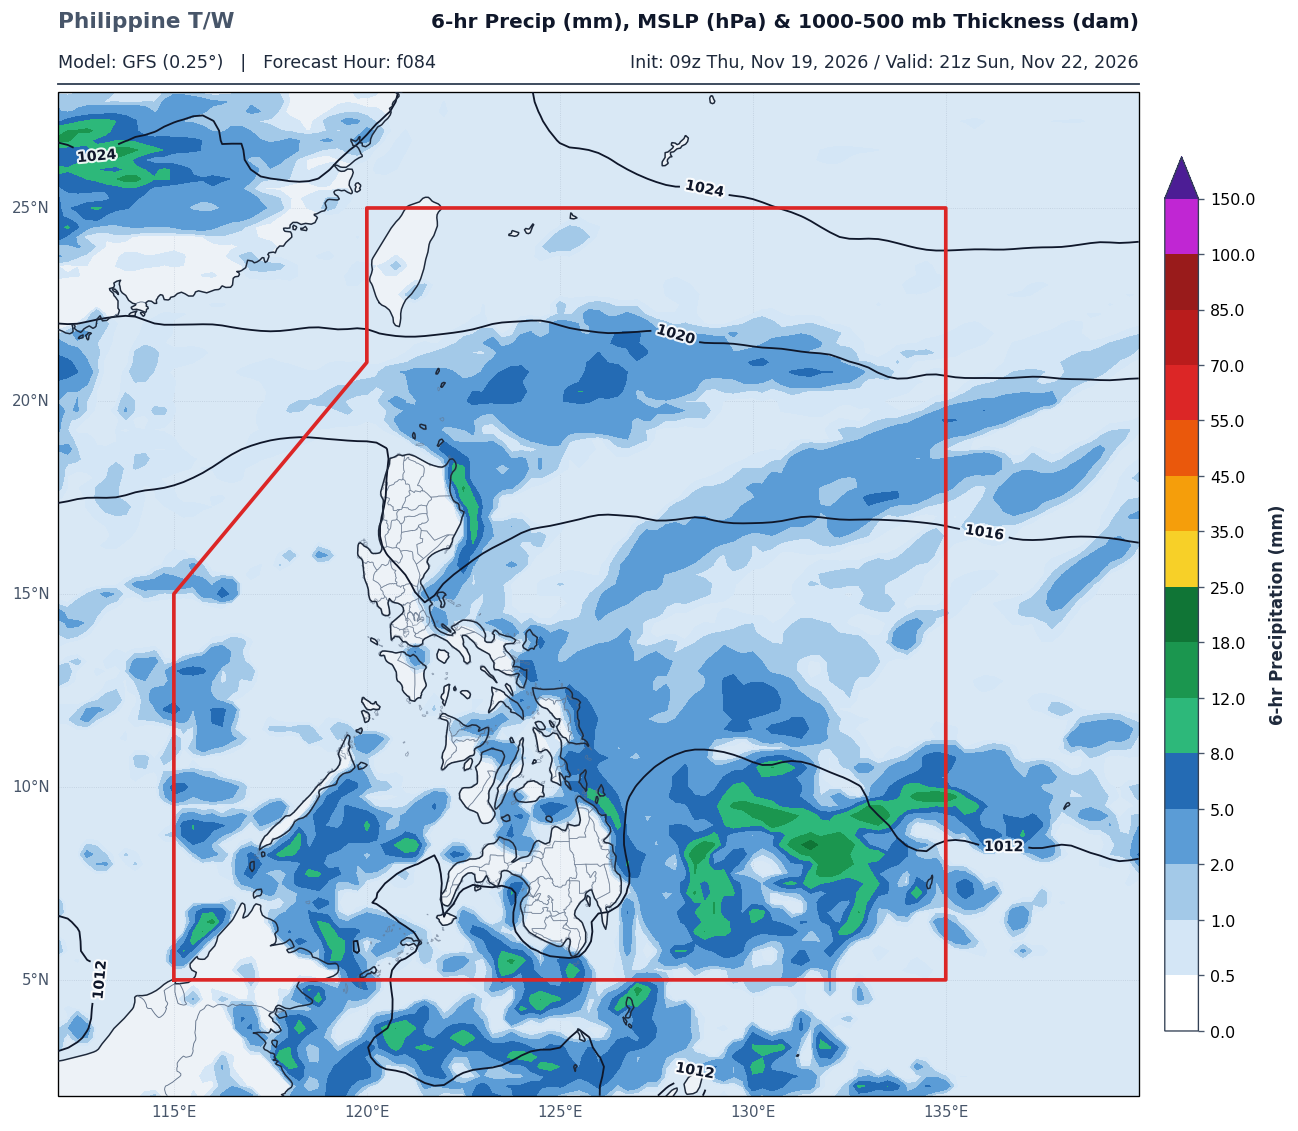 Philippine T/W
6-hr Precip (mm), MSLP (hPa) & 1000-500 mb Thickness (dam)
Model: GFS (0.25°) | Forecast Hour: f084
Init: 09z Thu, Nov 19, 2026 / Valid: 21z Sun, Nov 22, 2026
1024
1024
1020
1016
1012
1012
1012
25°N
20°N
15°N
10°N
5°N
115°E
120°E
125°E
130°E
135°E
150.0
100.0
85.0
70.0
55.0
45.0
35.0
25.0
18.0
12.0
8.0
5.0
2.0
1.0
0.5
0.0
6-hr Precipitation (mm)